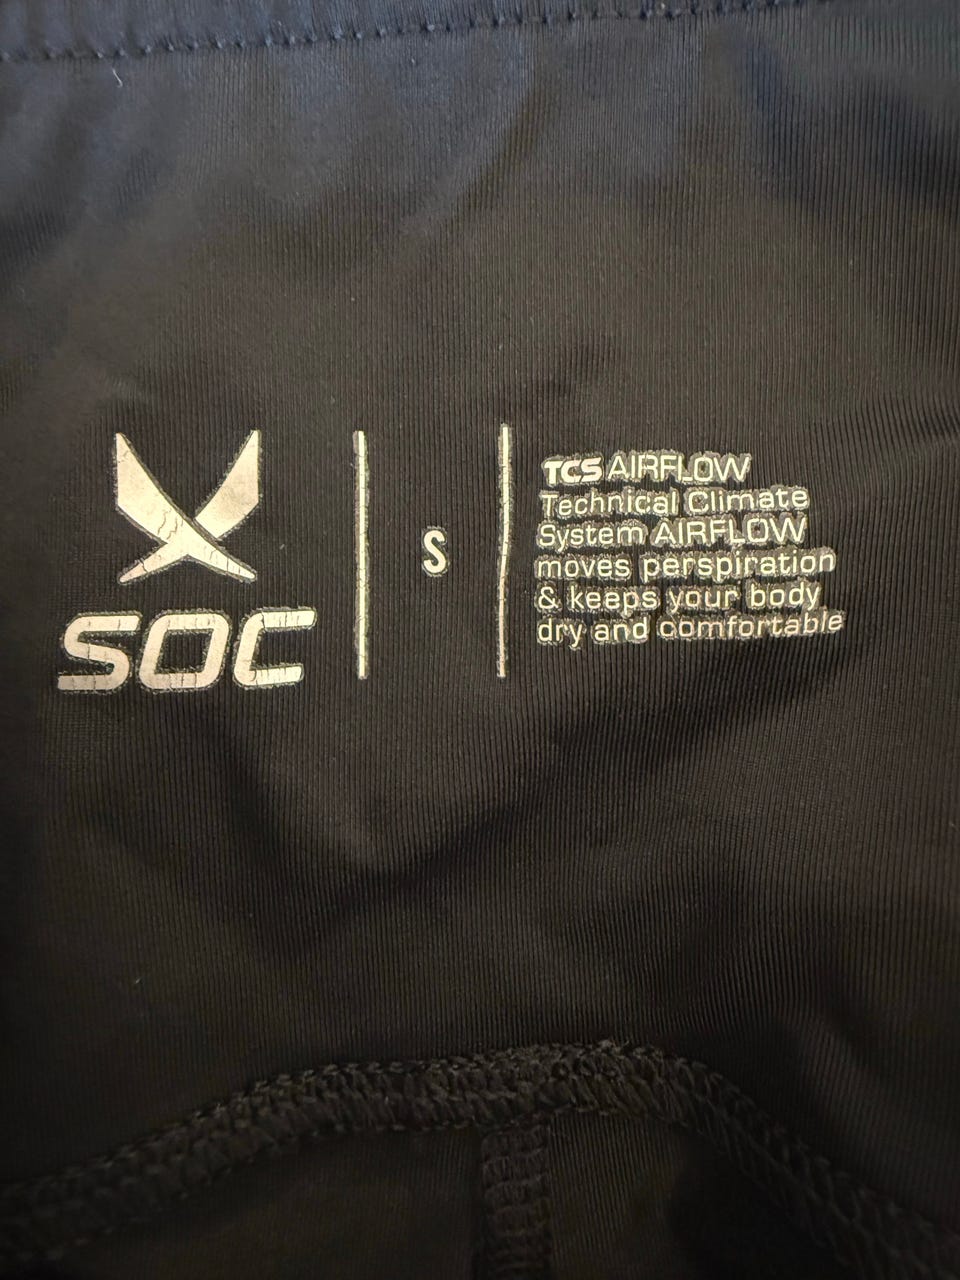 SOC
S
TCS AIRFLOW
Technical Climate
System AIRFLOW
moves perspiration
& keeps your body
dry and comfortable